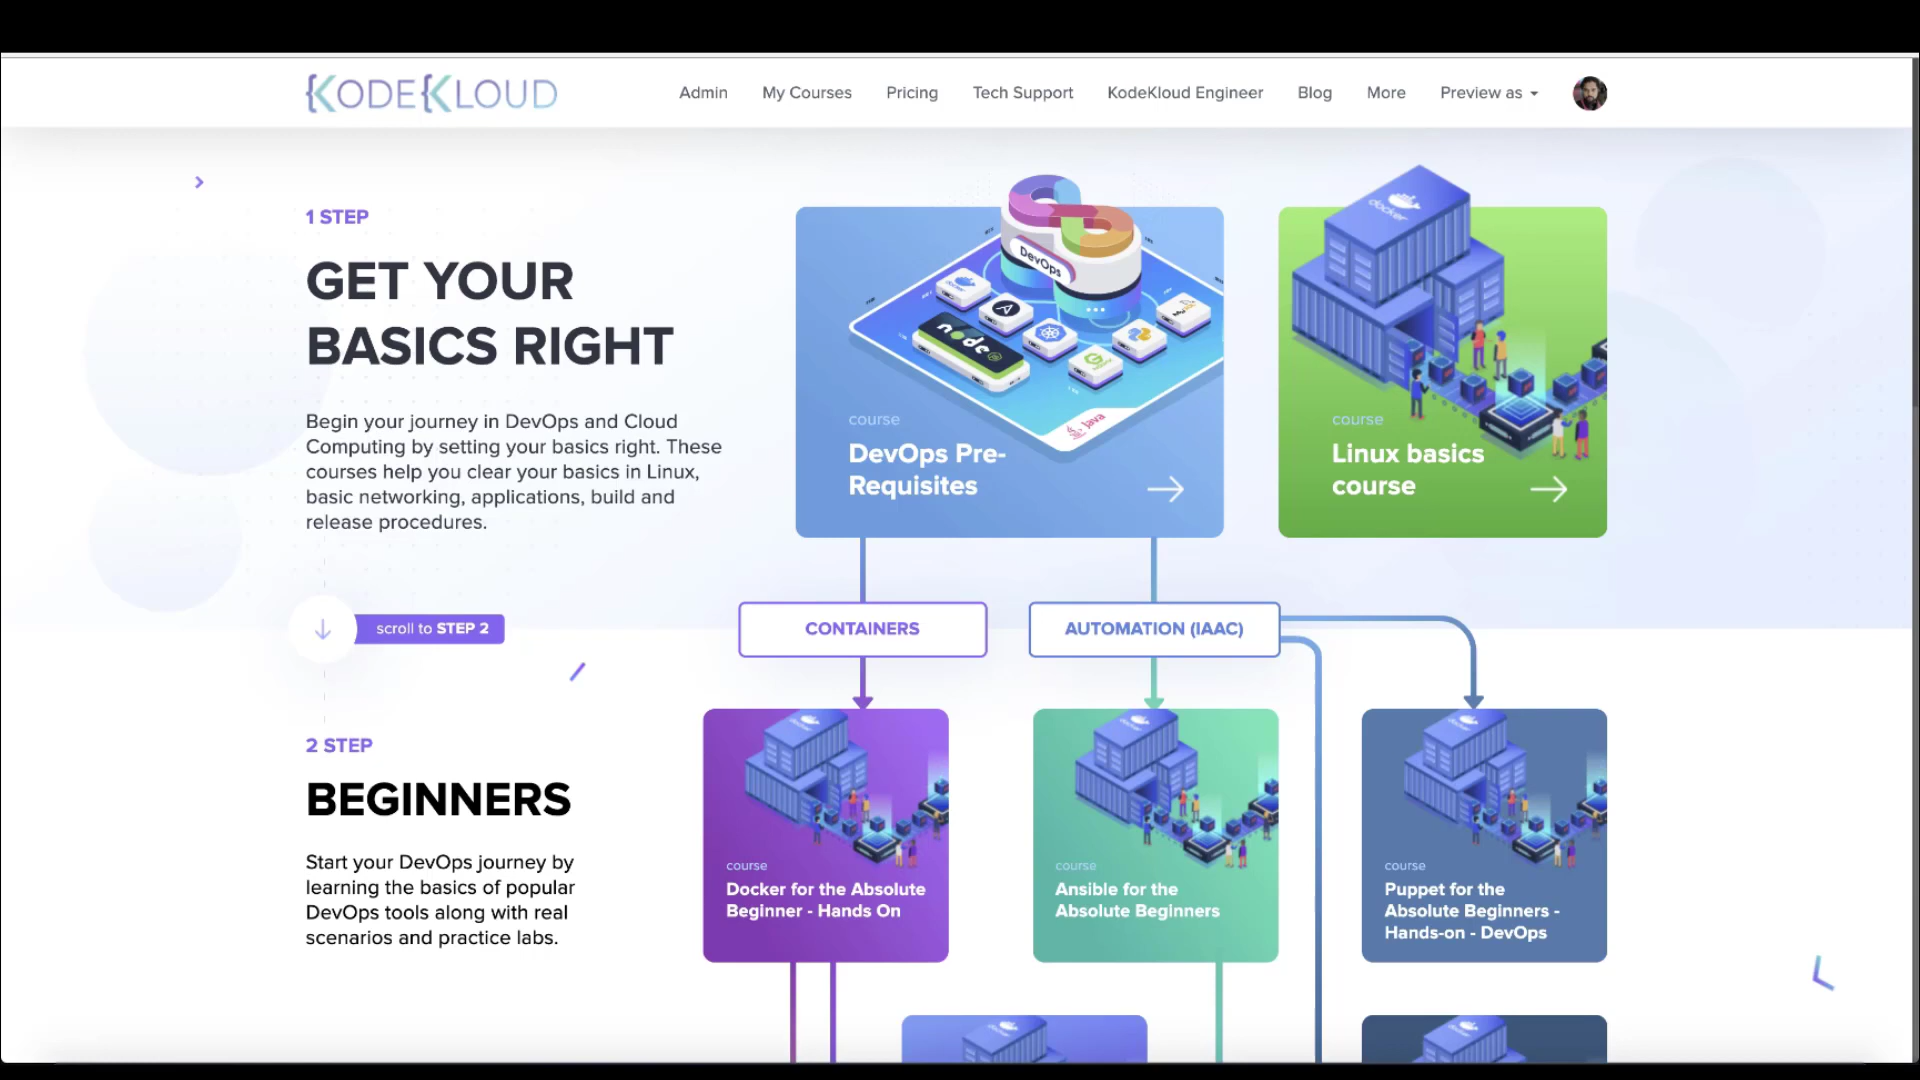 KODEKLOUD
Admin
My Courses
Pricing
Tech Support
KodeKloud Engineer
Blog
More
Preview as
1 STEP
GET YOUR
BASICS RIGHT
Begin your journey in DevOps and Cloud
Computing by setting your basics right. These
courses help you clear your basics in Linux,
basic networking, applications, build and
release procedures.
DevOps
docker
node
java
course
DevOps Pre-
Requisites
docker
course
Linux basics
course
scroll to STEP 2
CONTAINERS
AUTOMATION (IAAC)
2 STEP
BEGINNERS
Start your DevOps journey by
learning the basics of popular
DevOps tools along with real
scenarios and practice labs.
course
Docker for the Absolute
Beginner - Hands On
course
Ansible for the
Absolute Beginners
course
Puppet for the
Absolute Beginners -
Hands-on - DevOps